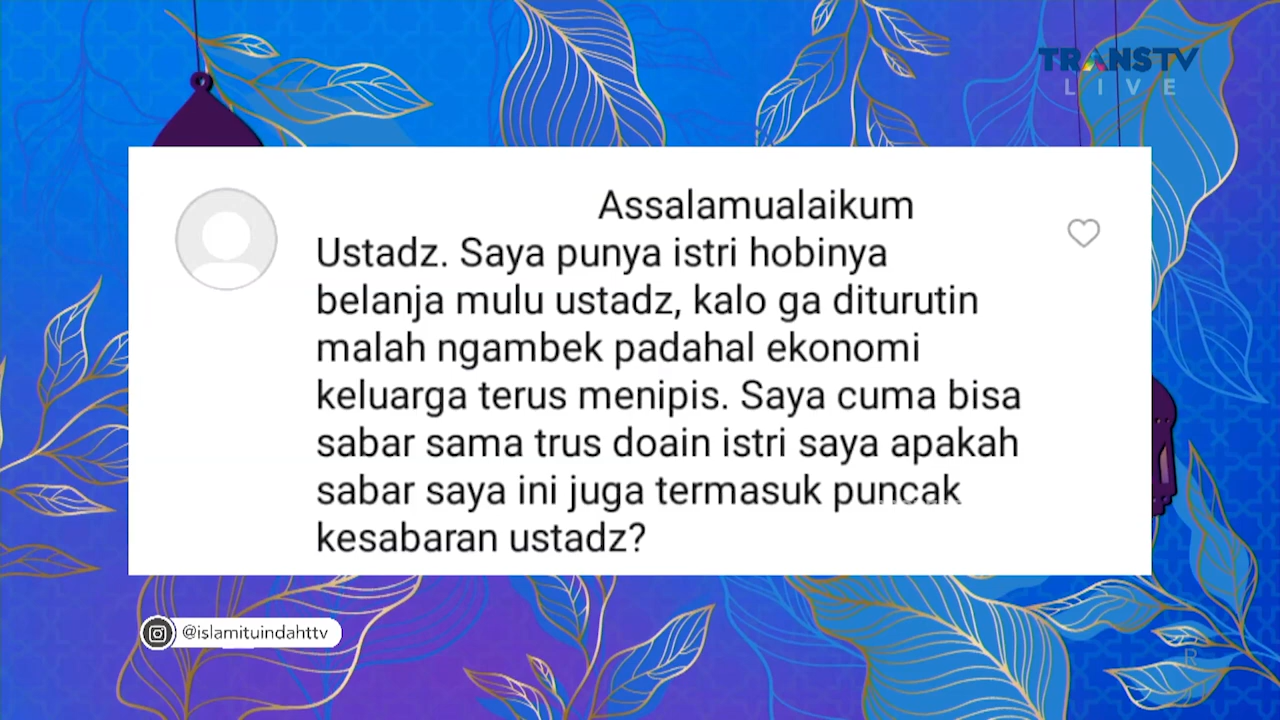 TRANSTV
LIVE
Assalamualaikum
Ustadz. Saya punya istri hobinya
belanja mulu ustadz, kalo ga diturutin
malah ngambek padahal ekonomi
keluarga terus menipis. Saya cuma bisa
sabar sama trus doain istri saya apakah
sabar saya ini juga termasuk puncak
kesabaran ustadz?
@islamituindahttv
R